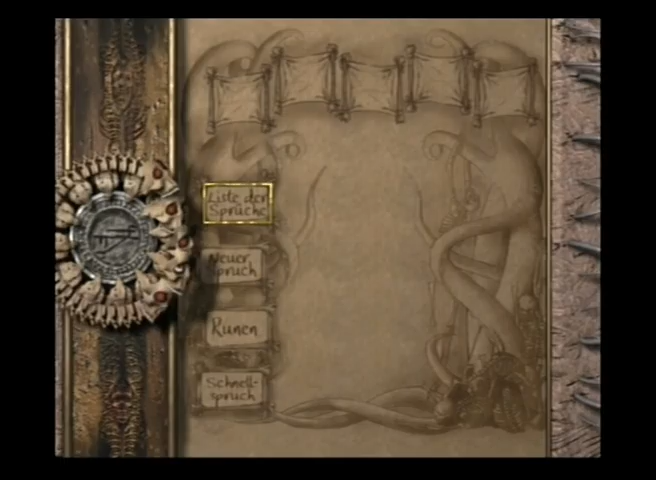 Liste der
Sprüche
Neuer
Spruch
Runen
Schnell-
spruch